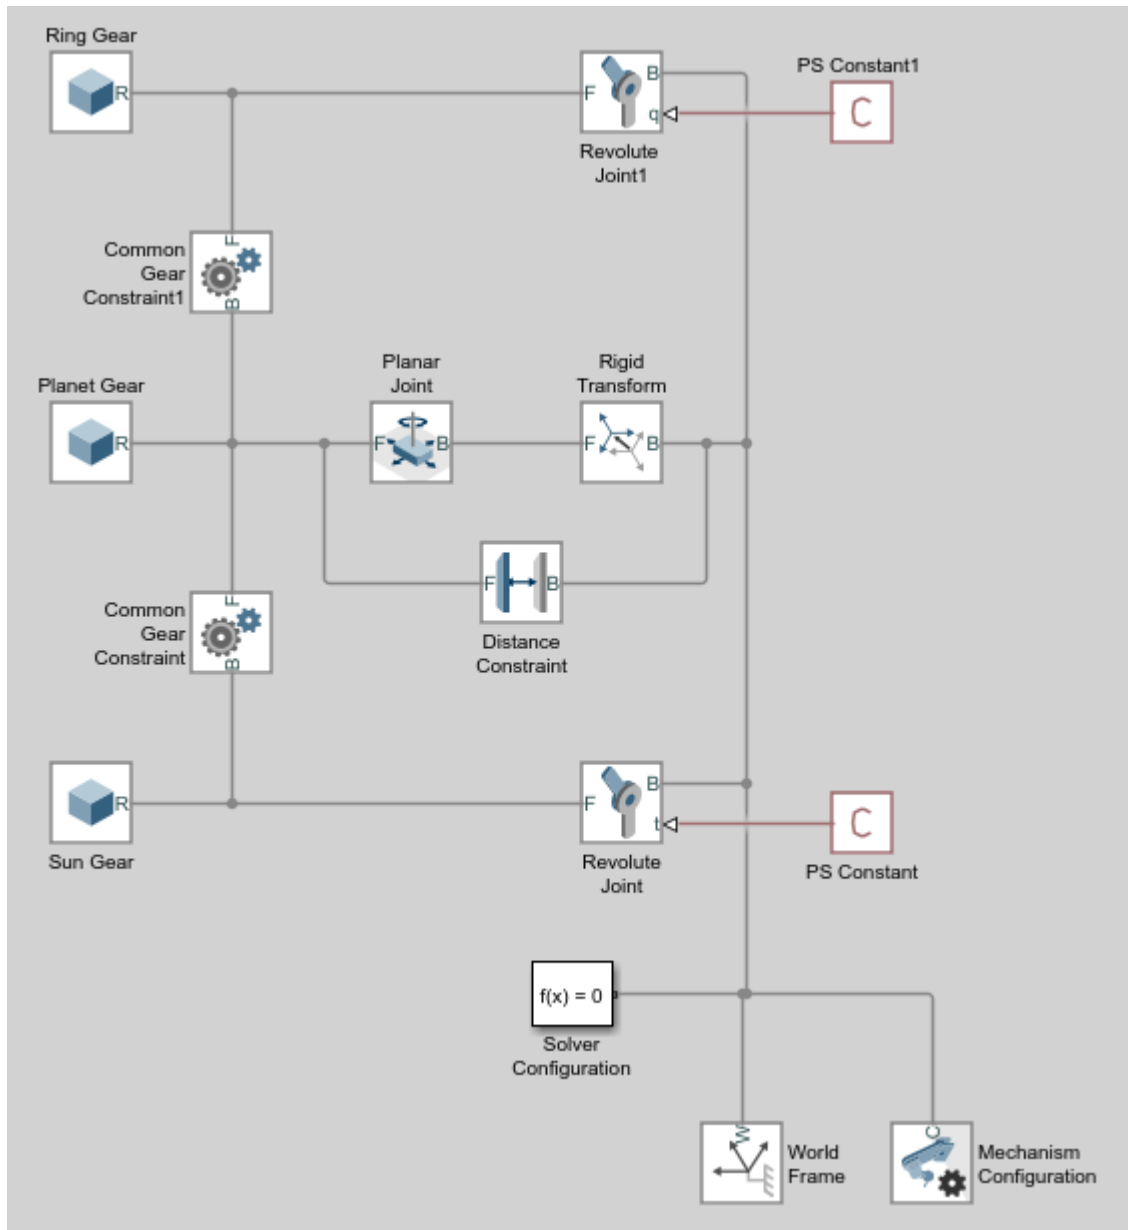 Ring Gear
R
F
B
q
Revolute
Joint1
PS Constant1
C
Common
Gear
Constraint1
F
B
Planet Gear
R
Planar
Joint
F
B
Rigid
Transform
F
B
F
B
Distance
Constraint
Common
Gear
Constraint
F
B
R
Sun Gear
F
B
t
Revolute
Joint
C
PS Constant
f(x) = 0
Solver
Configuration
W
World
Frame
C
Mechanism
Configuration